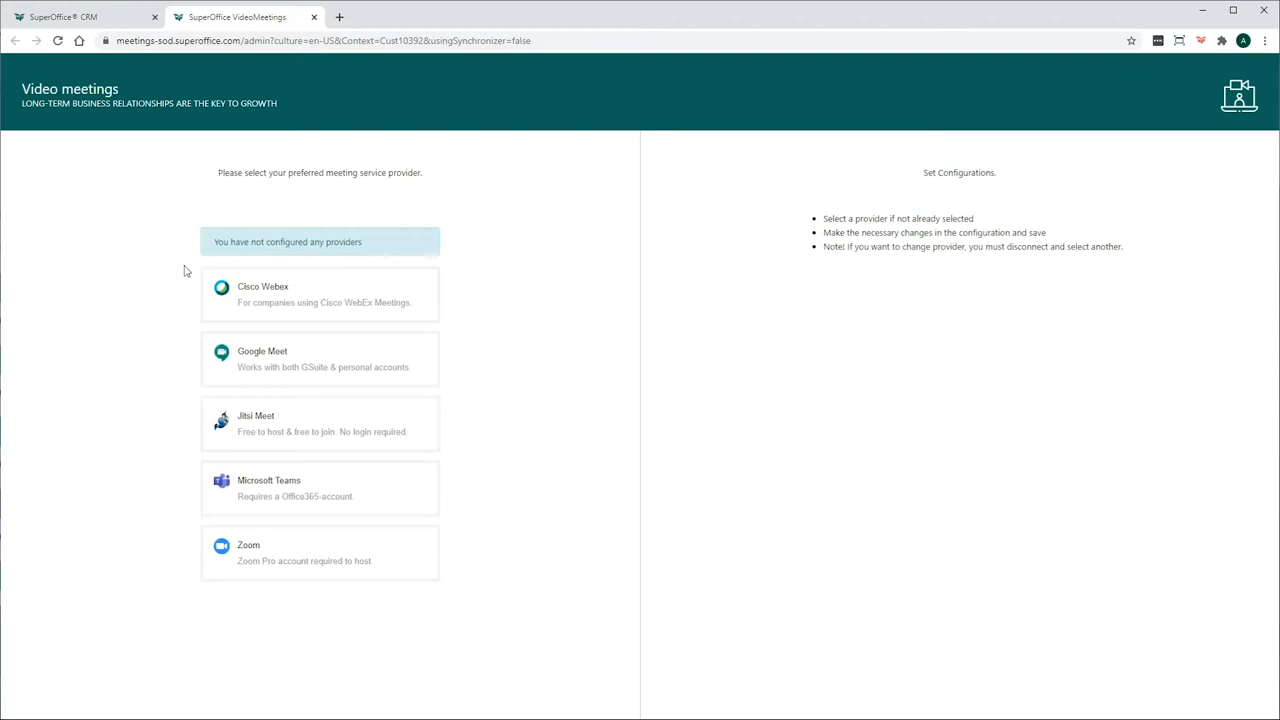 SuperOffice® CRM
SuperOffice VideoMeetings
meetings-sod.superoffice.com/admin?culture=en-US&Context=Cust10392&usingSynchronizer=false
A
Video meetings
LONG-TERM BUSINESS RELATIONSHIPS ARE THE KEY TO GROWTH
Please select your preferred meeting service provider.
You have not configured any providers
Cisco Webex
For companies using Cisco WebEx Meetings.
Google Meet
Works with both GSuite & personal accounts.
Jitsi Meet
Free to host & free to join. No login required.
Microsoft Teams
Requires a Office365-account.
Zoom
Zoom Pro account required to host.
Set Configurations.
• Select a provider if not already selected
• Make the necessary changes in the configuration and save
• Note! If you want to change provider, you must disconnect and select another.